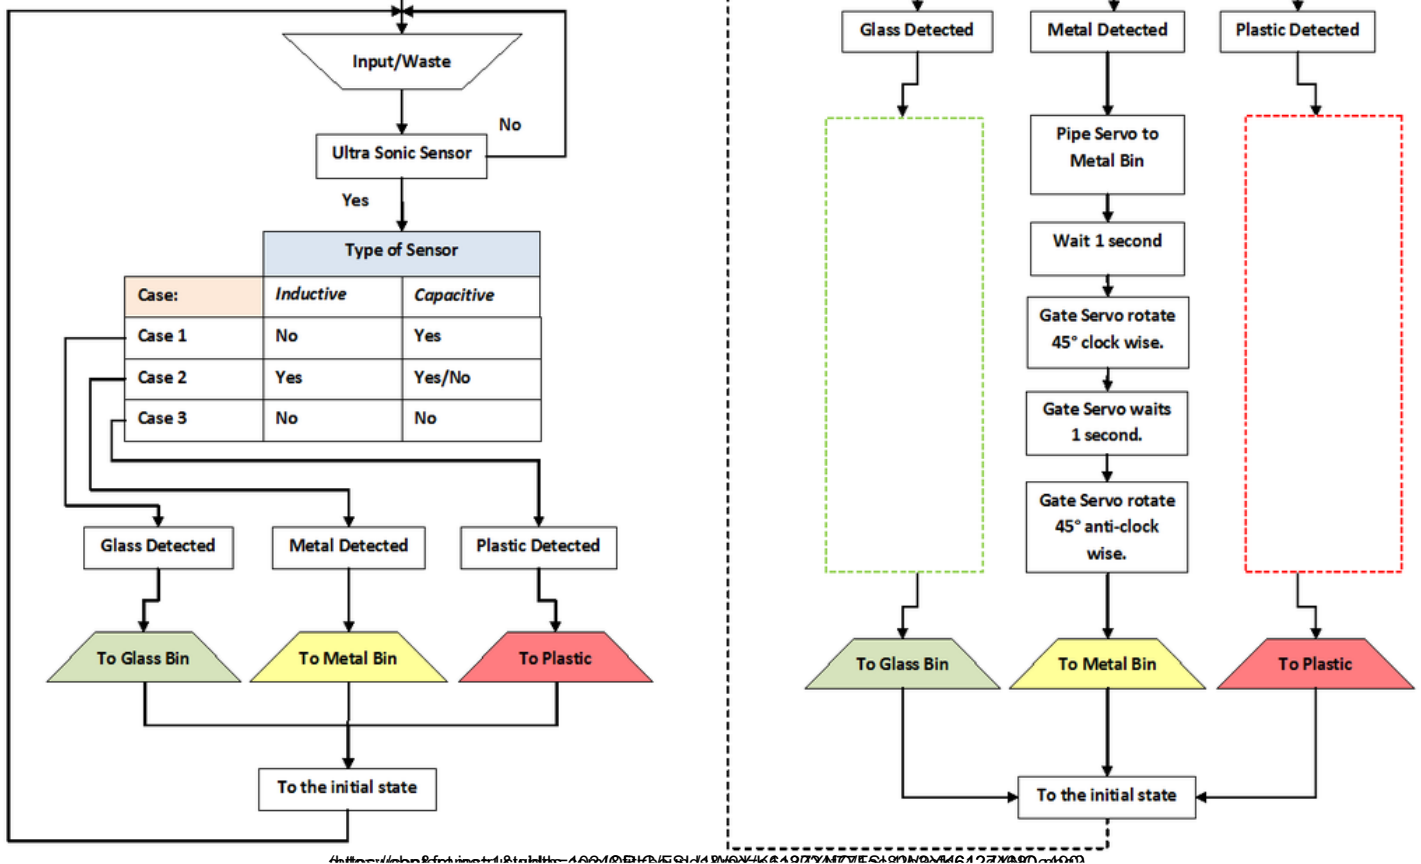 Input/Waste
No
Ultra Sonic Sensor
Yes
Type of Sensor
Case: Inductive Capacitive
Case 1 No Yes
Case 2 Yes Yes/No
Case 3 No No
Glass Detected
Metal Detected
Plastic Detected
To Glass Bin
To Metal Bin
To Plastic
To the initial state
Glass Detected
Metal Detected
Plastic Detected
Pipe Servo to
Metal Bin
Wait 1 second
Gate Servo rotate
45° clock wise.
Gate Servo waits
1 second.
Gate Servo rotate
45° anti-clock
wise.
To Glass Bin
To Metal Bin
To Plastic
To the initial state